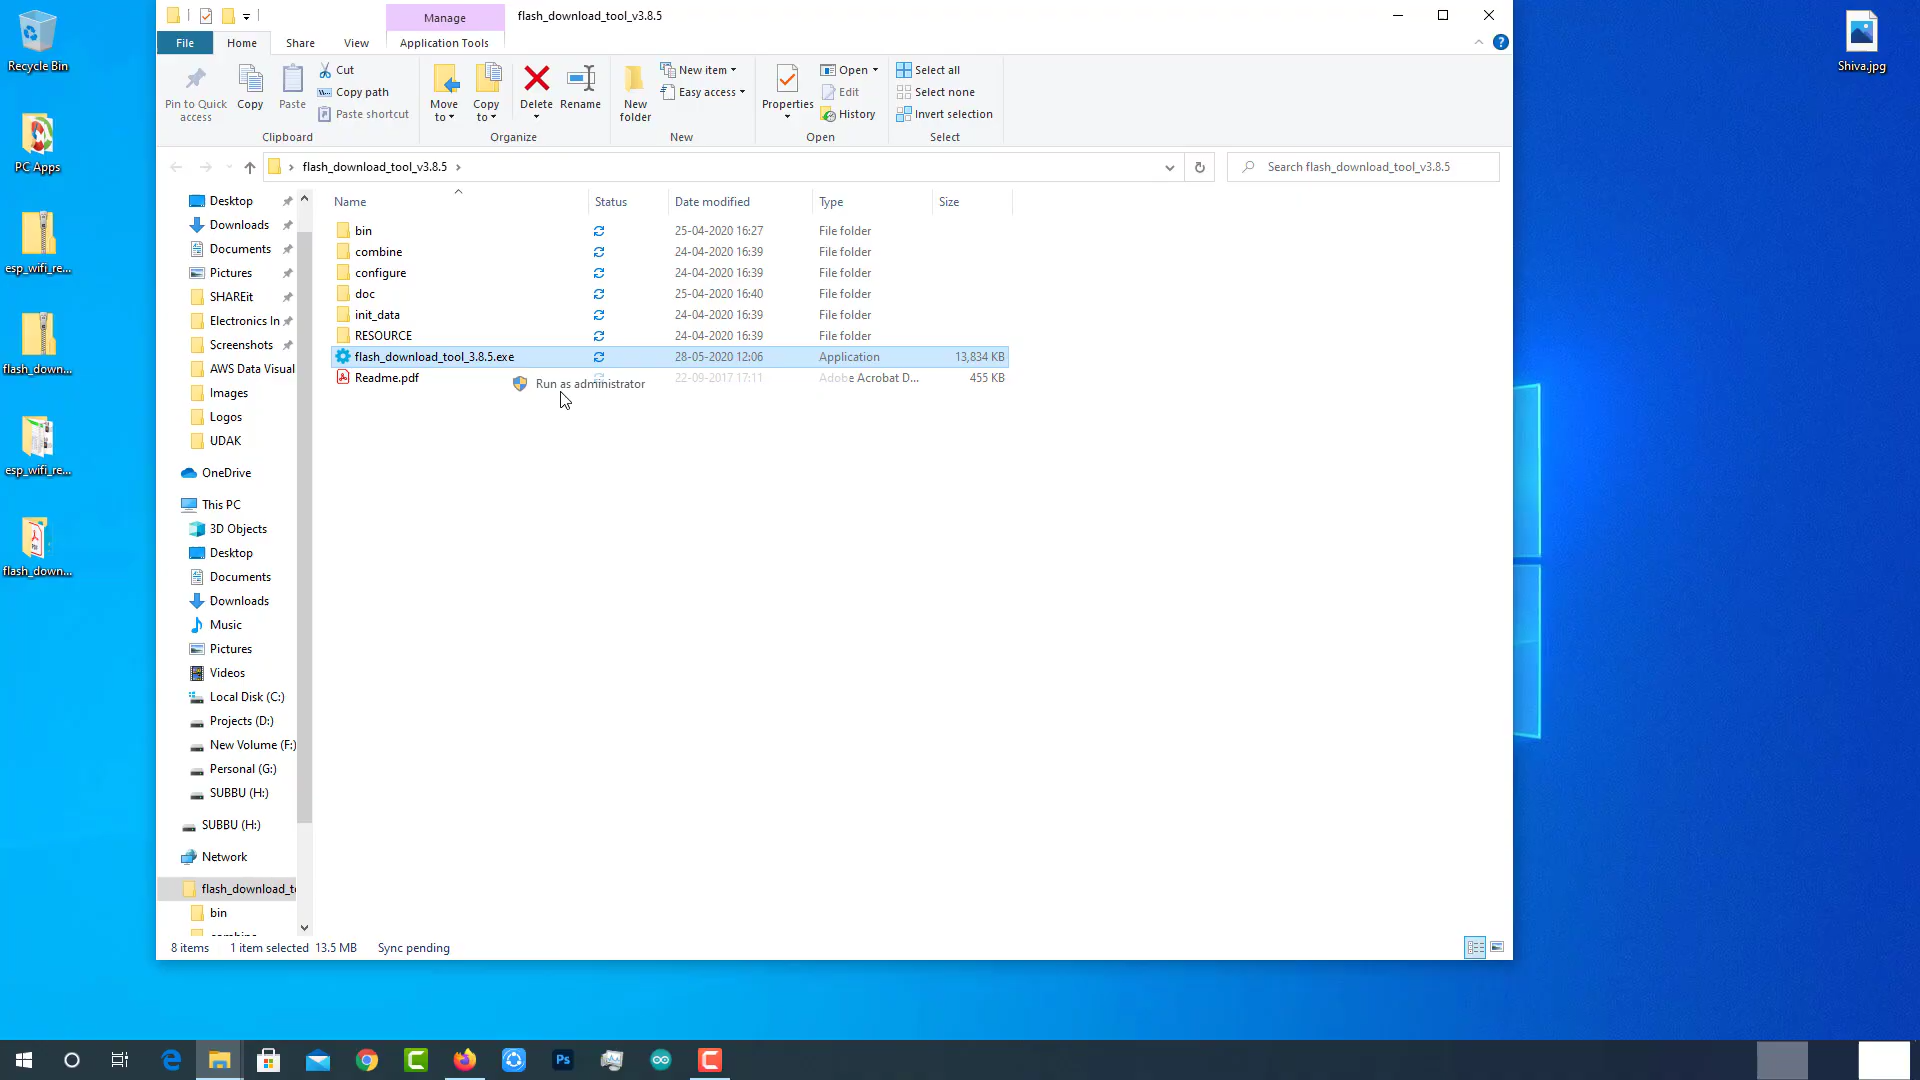 Manage
flash_download_tool_v3.8.5
File
Home
Share
View
Application Tools
Pin to Quick access
Copy
Paste
Cut
Copy path
Paste shortcut
Clipboard
Move to
Copy to
Delete
Rename
Organize
New folder
New item
Easy access
New
Properties
Open
Edit
History
Open
Select all
Select none
Invert selection
Select
flash_download_tool_v3.8.5
Search flash_download_tool_v3.8.5
Name Status Date modified Type Size
bin 25-04-2020 16:27 File folder
combine 24-04-2020 16:39 File folder
configure 24-04-2020 16:39 File folder
doc 25-04-2020 16:40 File folder
init_data 24-04-2020 16:39 File folder
RESOURCE 24-04-2020 16:39 File folder
flash_download_tool_3.8.5.exe 28-05-2020 12:06 Application 13,834 KB
Readme.pdf 22-09-2017 17:11 Adobe Acrobat D... 455 KB
Run as administrator
Desktop
Downloads
Documents
Pictures
SHAREit
Electronics In
Screenshots
AWS Data Visual
Images
Logos
UDAK
OneDrive
This PC
3D Objects
Desktop
Documents
Downloads
Music
Pictures
Videos
Local Disk (C:)
Projects (D:)
New Volume (F:)
Personal (G:)
SUBBU (H:)
SUBBU (H:)
Network
flash_download_to
bin
8 items 1 item selected 13.5 MB Sync pending
Recycle Bin
PC Apps
esp_wifi_re...
flash_down...
esp_wifi_re...
flash_down...
Shiva.jpg
Ps